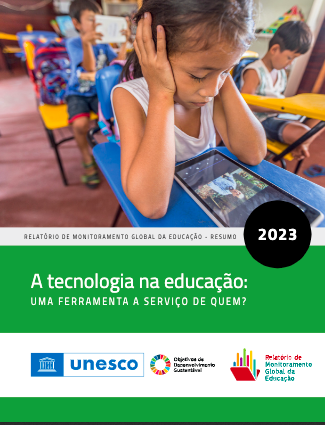 RELATÓRIO DE MONITORAMENTO GLOBAL DA EDUCAÇÃO - RESUMO
2023
A tecnologia na educação:
UMA FERRAMENTA A SERVIÇO DE QUEM?
unesco
Objetivos de
Desenvolvimento
Sustentável
Relatório de
Monitoramento
Global da
Educação